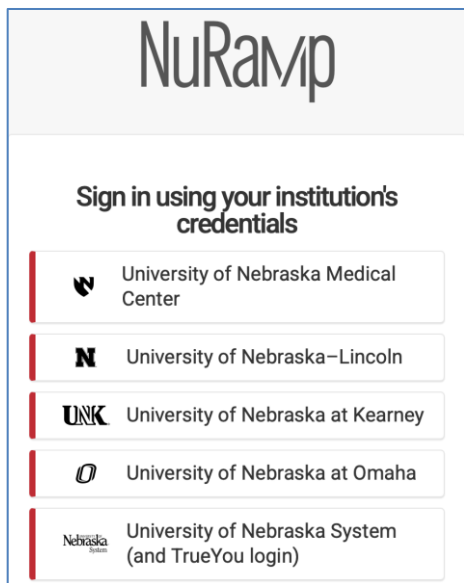 NuRamp
Sign in using your institution's
credentials
University of Nebraska Medical
Center
N University of Nebraska–Lincoln
UNK University of Nebraska at Kearney
O University of Nebraska at Omaha
Nebraska
System
University of Nebraska System
(and TrueYou login)